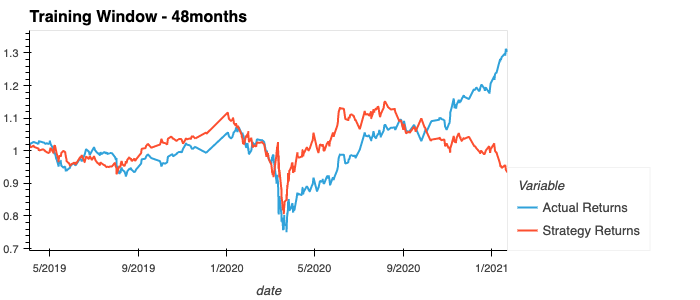 Training Window - 48months
1.3
1.2
1.1
1
0.9
0.8
0.7
5/2019 9/2019 1/2020 5/2020 9/2020 1/2021
date
Variable
Actual Returns
Strategy Returns